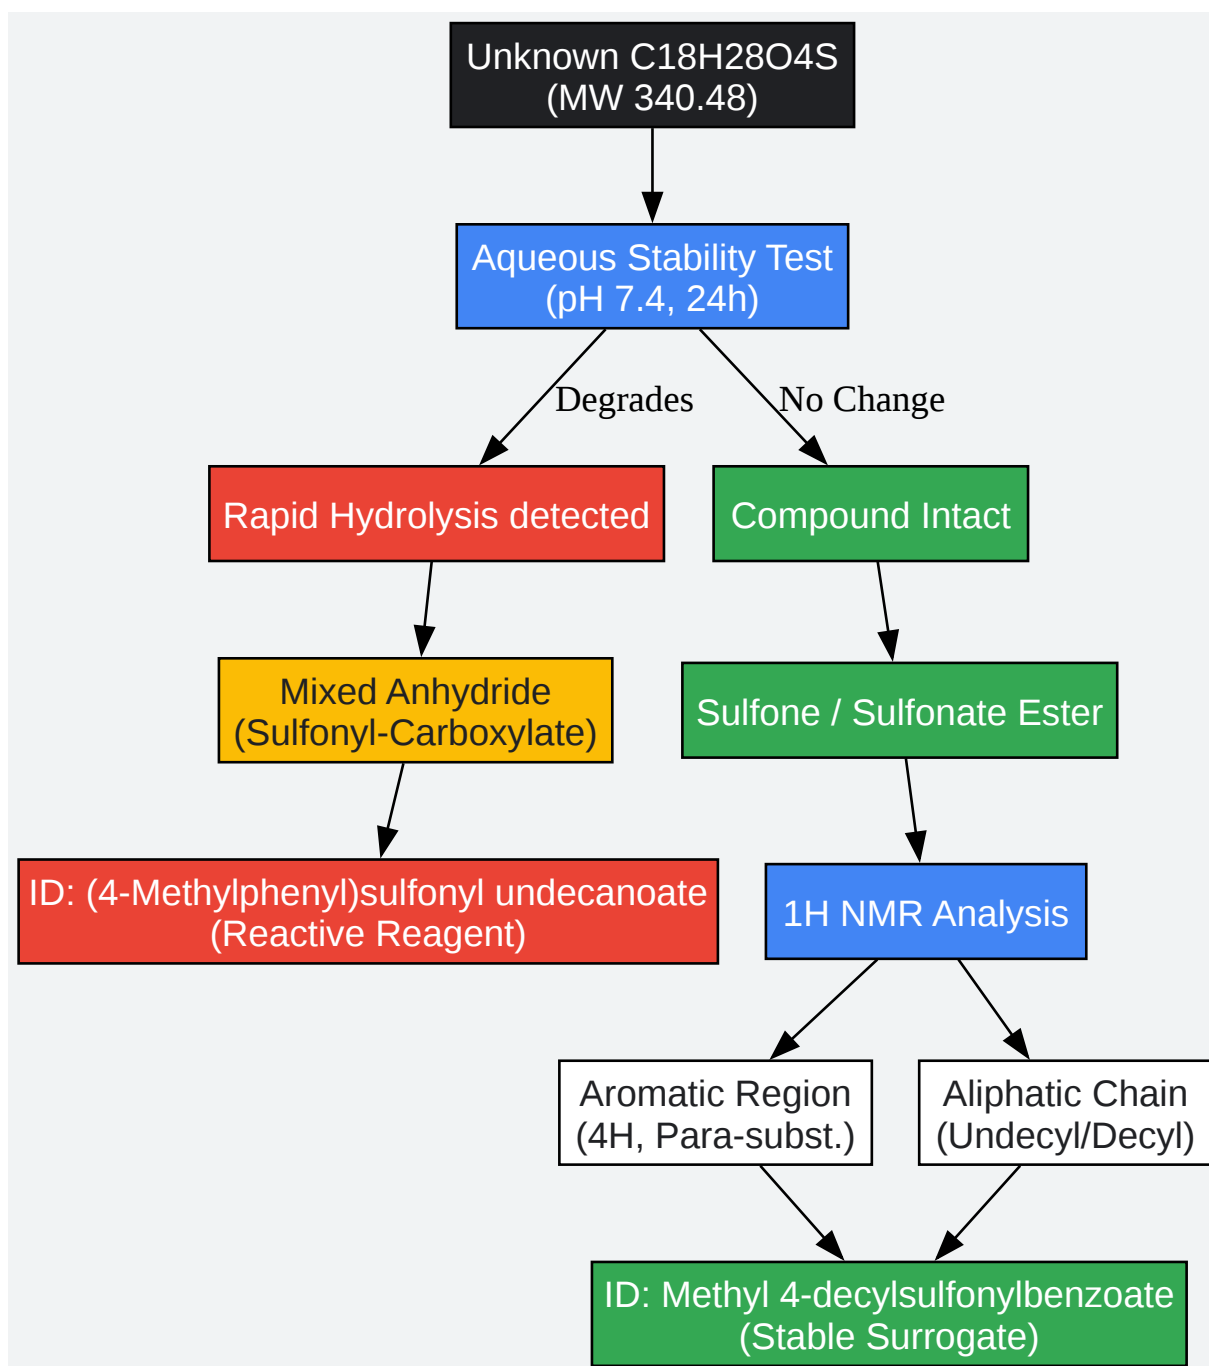 Unknown C18H28O4S
(MW 340.48)
Aqueous Stability Test
(pH 7.4, 24h)
Degrades
No Change
Rapid Hydrolysis detected
Compound Intact
Mixed Anhydride
(Sulfonyl-Carboxylate)
Sulfone / Sulfonate Ester
ID: (4-Methylphenyl)sulfonyl undecanoate
(Reactive Reagent)
1H NMR Analysis
Aromatic Region
(4H, Para-subst.)
Aliphatic Chain
(Undecyl/Decyl)
ID: Methyl 4-decylsulfonylbenzoate
(Stable Surrogate)